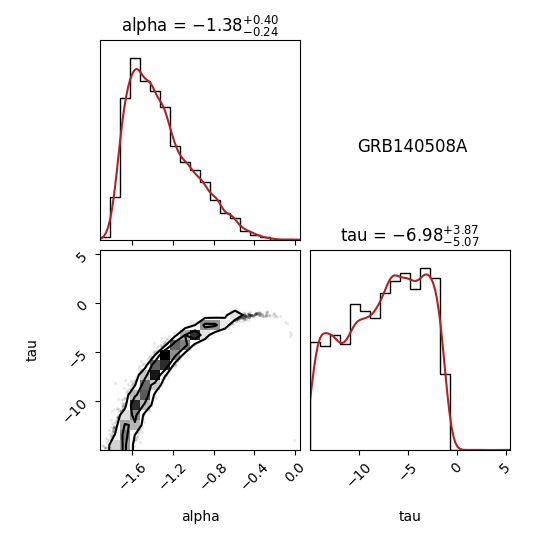 alpha = −1.38+0.40−0.24
GRB140508A
tau = −6.98+3.87−5.07
5
0
−5
−10
tau
−1.6 −1.2 −0.8 −0.4 0.0
−10 −5 0 5
alpha tau